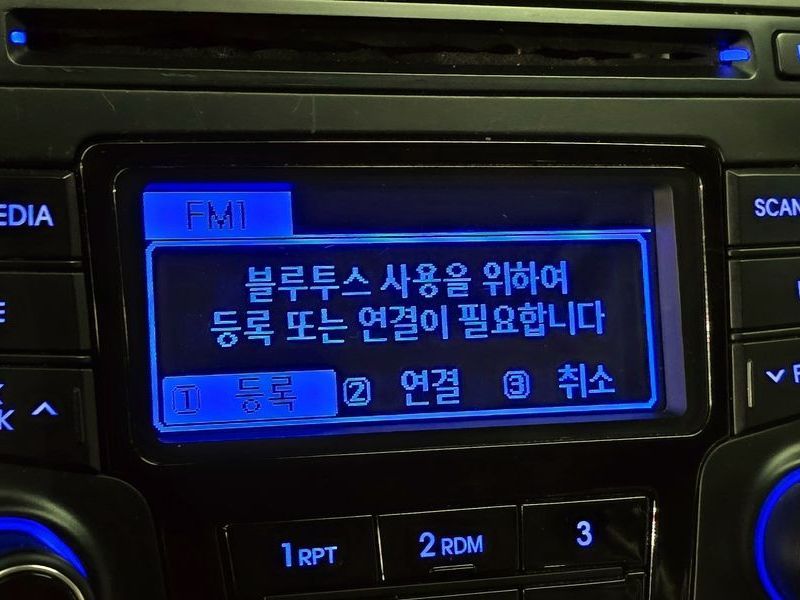 FM1
블루투스 사용을 위하여
등록 또는 연결이 필요합니다
1 등록 2 연결 3 취소
SCAN
1 RPT 2 RDM 3